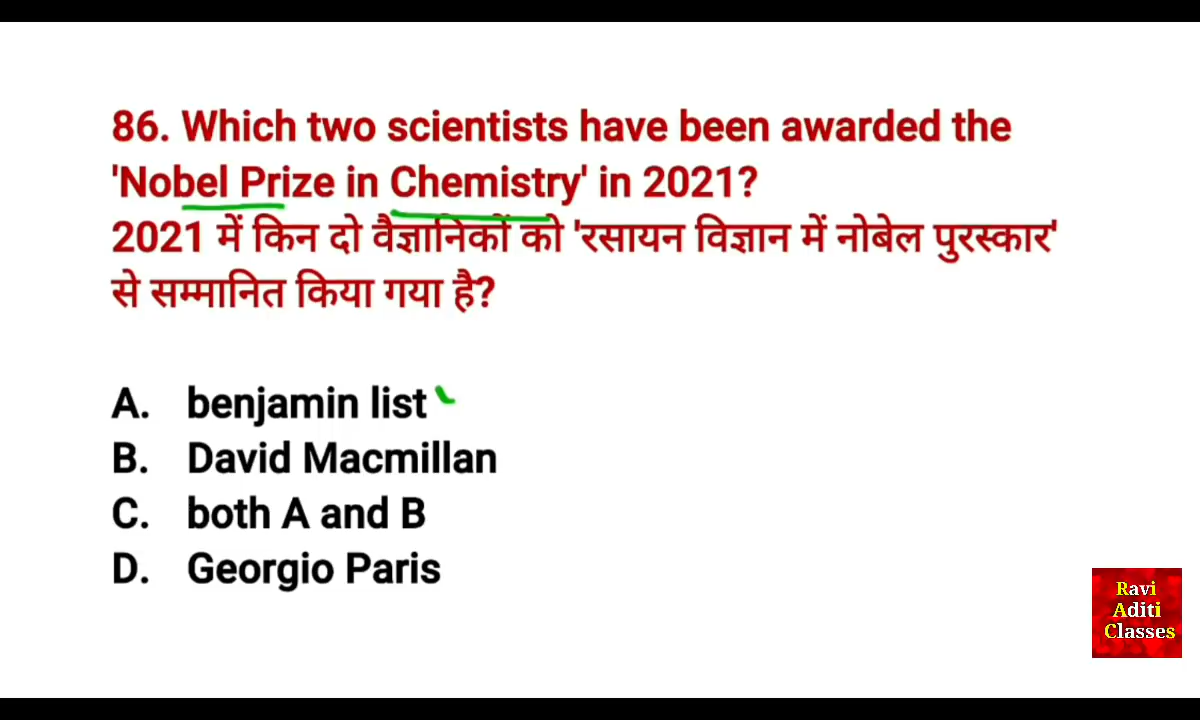 86. Which two scientists have been awarded the
'Nobel Prize in Chemistry' in 2021?
2021 में किन दो वैज्ञानिकों को 'रसायन विज्ञान में नोबेल पुरस्कार'
से सम्मानित किया गया है?
A. benjamin list
B. David Macmillan
C. both A and B
D. Georgio Paris
Ravi
Aditi
Classes